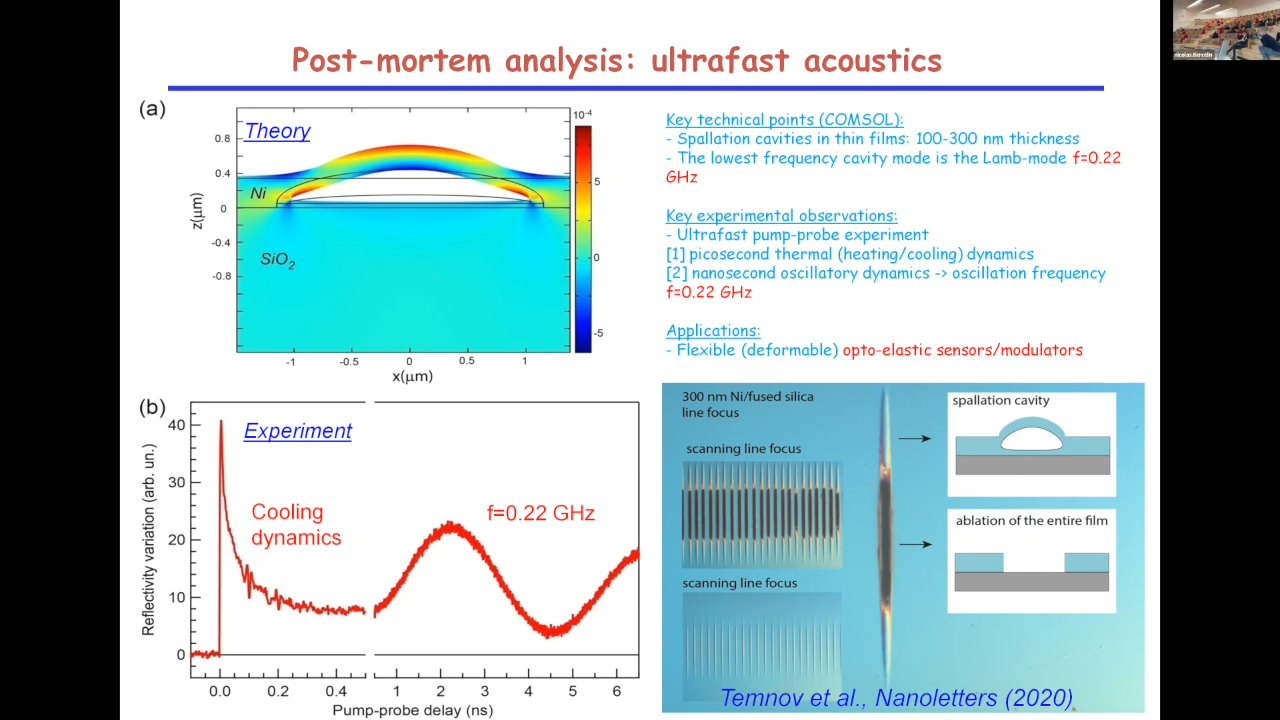 Post-mortem analysis: ultrafast acoustics
(a)
Theory
Ni
SiO2
z(μm)
0.8
0.4
0
-0.4
-0.8
-1
-0.5
0
0.5
1
x(μm)
10-4
5
0
-5
Key technical points (COMSOL):
- Spallation cavities in thin films: 100-300 nm thickness
- The lowest frequency cavity mode is the Lamb-mode f=0.22
GHz
Key experimental observations:
- Ultrafast pump-probe experiment
[1] picosecond thermal (heating/cooling) dynamics
[2] nanosecond oscillatory dynamics -> oscillation frequency
f=0.22 GHz
Applications:
- Flexible (deformable) opto-elastic sensors/modulators
(b)
Experiment
Cooling
dynamics
f=0.22 GHz
Reflectivity variation (arb. un.)
40
30
20
10
0
0.0
0.2
0.4
1
2
3
4
5
6
Pump-probe delay (ns)
300 nm Ni/fused silica
line focus
scanning line focus
scanning line focus
spallation cavity
ablation of the entire film
Temnov et al., Nanoletters (2020)
nicolas.Bercelin